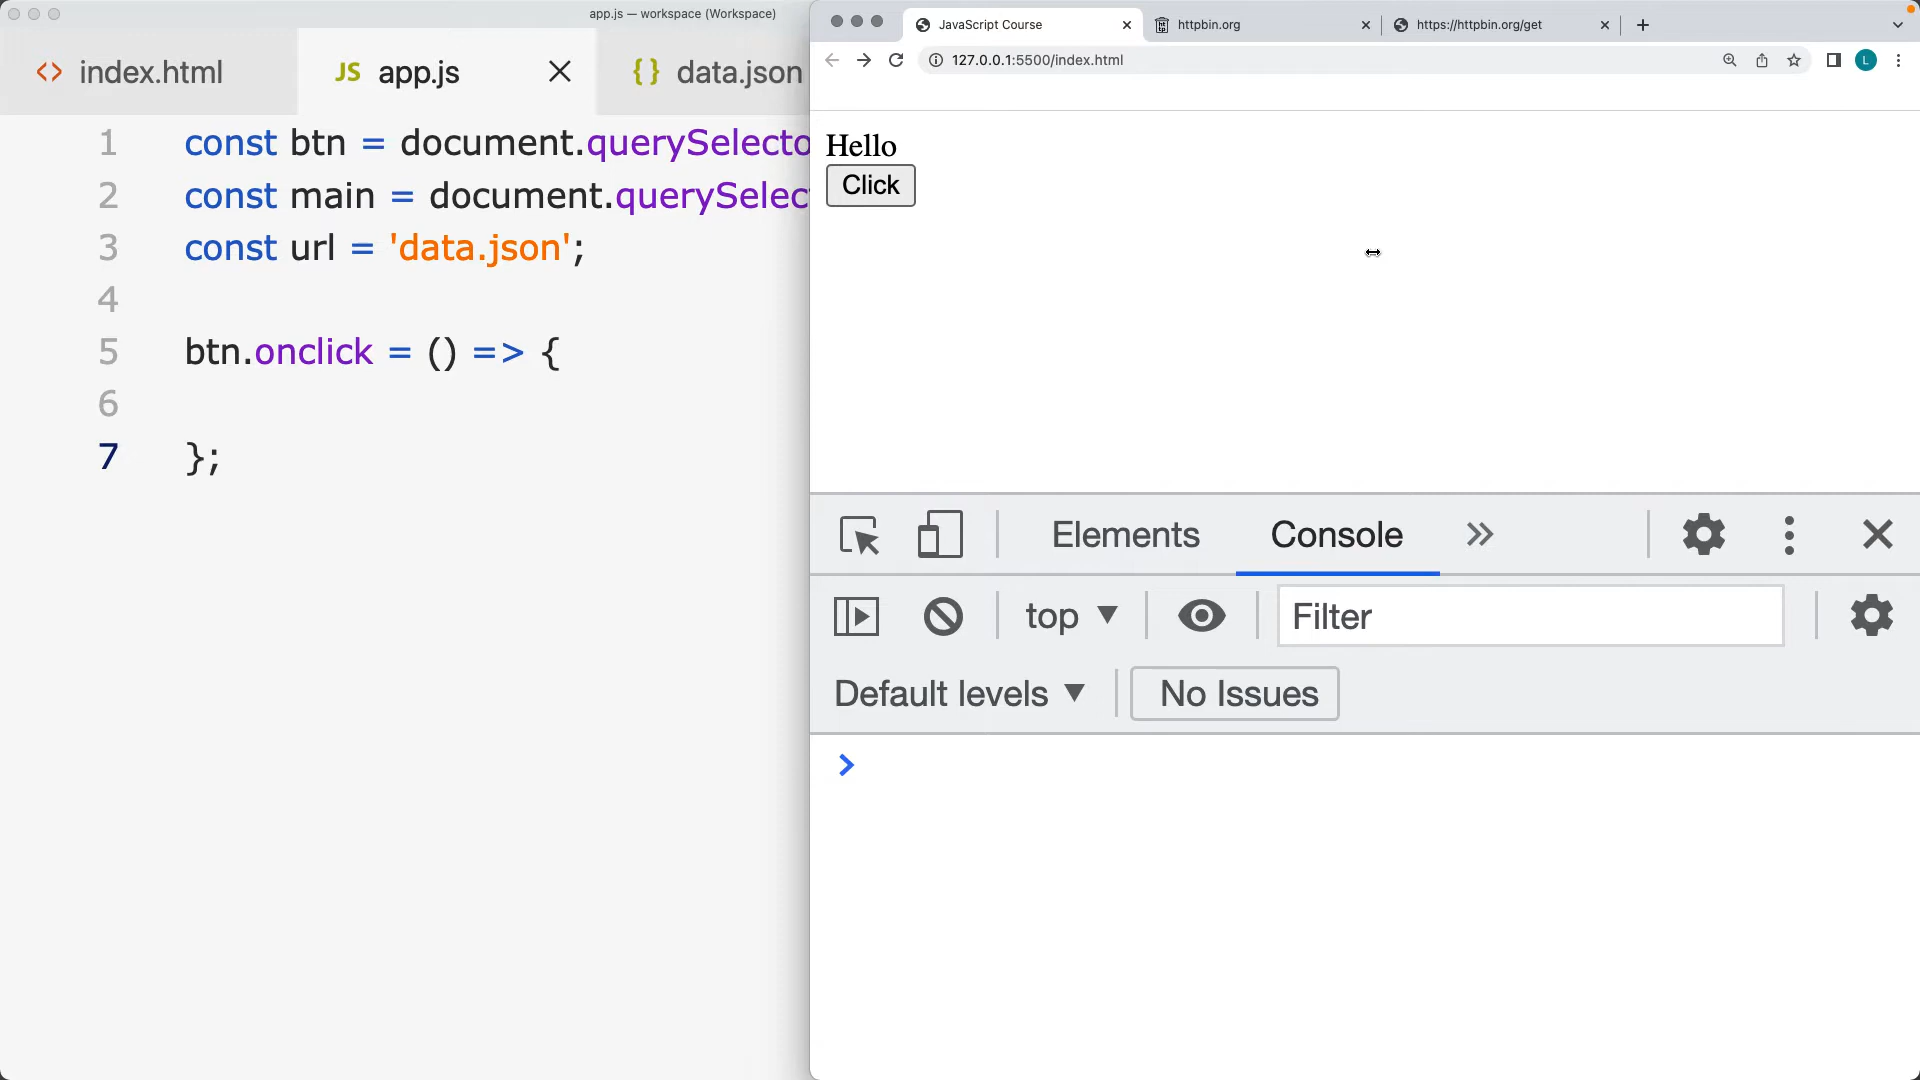 app.js — workspace (Workspace)
index.html
JS app.js
{} data.json
1 const btn = document.querySelecto
2 const main = document.querySelec
3 const url = 'data.json';
4
5 btn.onclick = () => {
6
7 };
JavaScript Course
httpbin.org
https://httpbin.org/get
127.0.0.1:5500/index.html
L
Hello
Click
Elements
Console
top
Filter
Default levels
No Issues